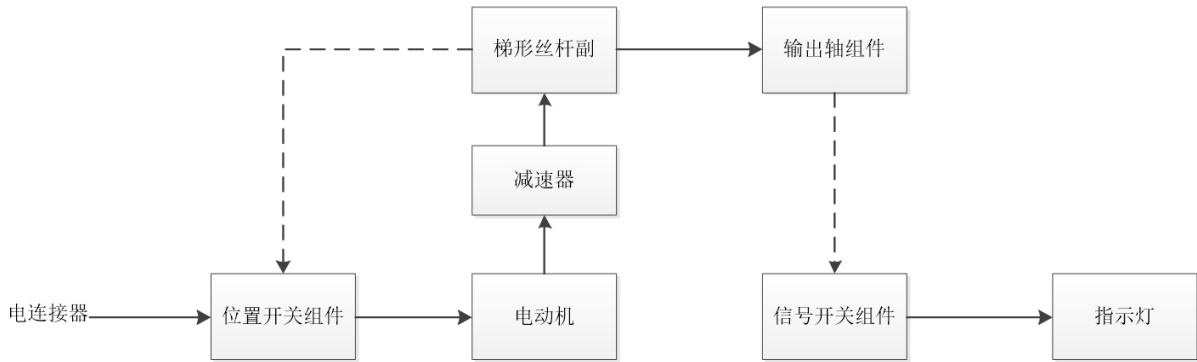 梯形丝杆副
输出轴组件
减速器
电连接器
位置开关组件
电动机
信号开关组件
指示灯